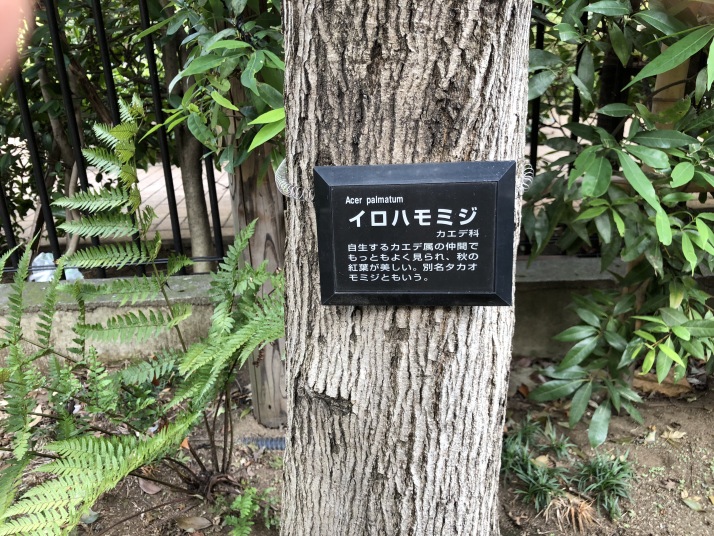 Acer palmatum
イロハモミジ
カエデ科
自生するカエデ属の仲間で
もっともよく見られ、秋の
紅葉が美しい。別名タカオ
モミジともいう。